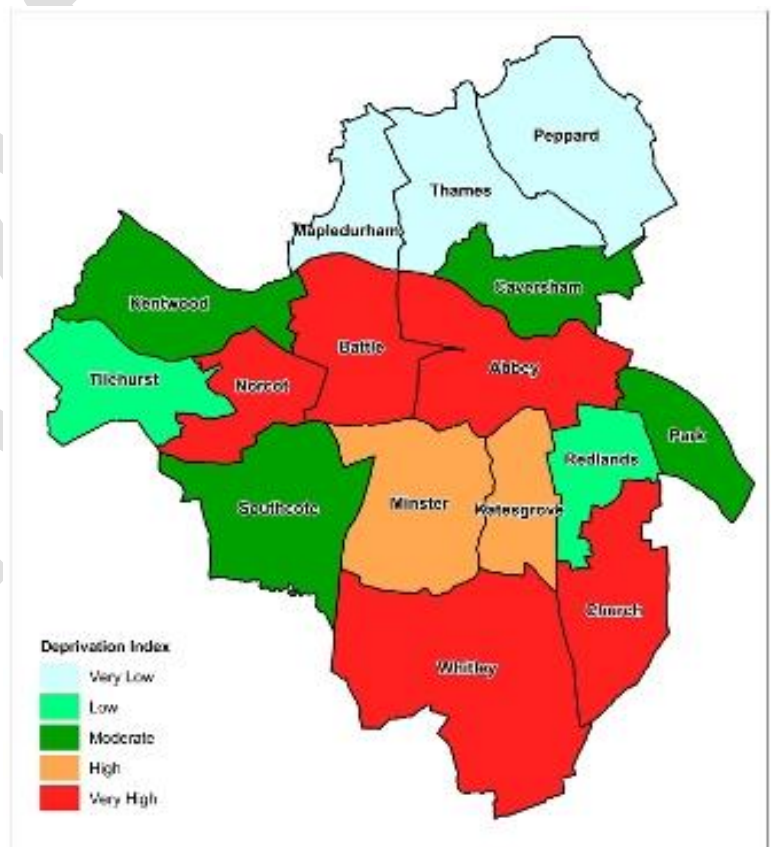 Peppard
Thames
Mapledurham
Caversham
Kentwood
Battle
Abbey
Tilehurst
Norcot
Park
Redlands
Southcote
Minster
Katesgrove
Church
Whitley
Deprivation Index
Very Low
Low
Moderate
High
Very High